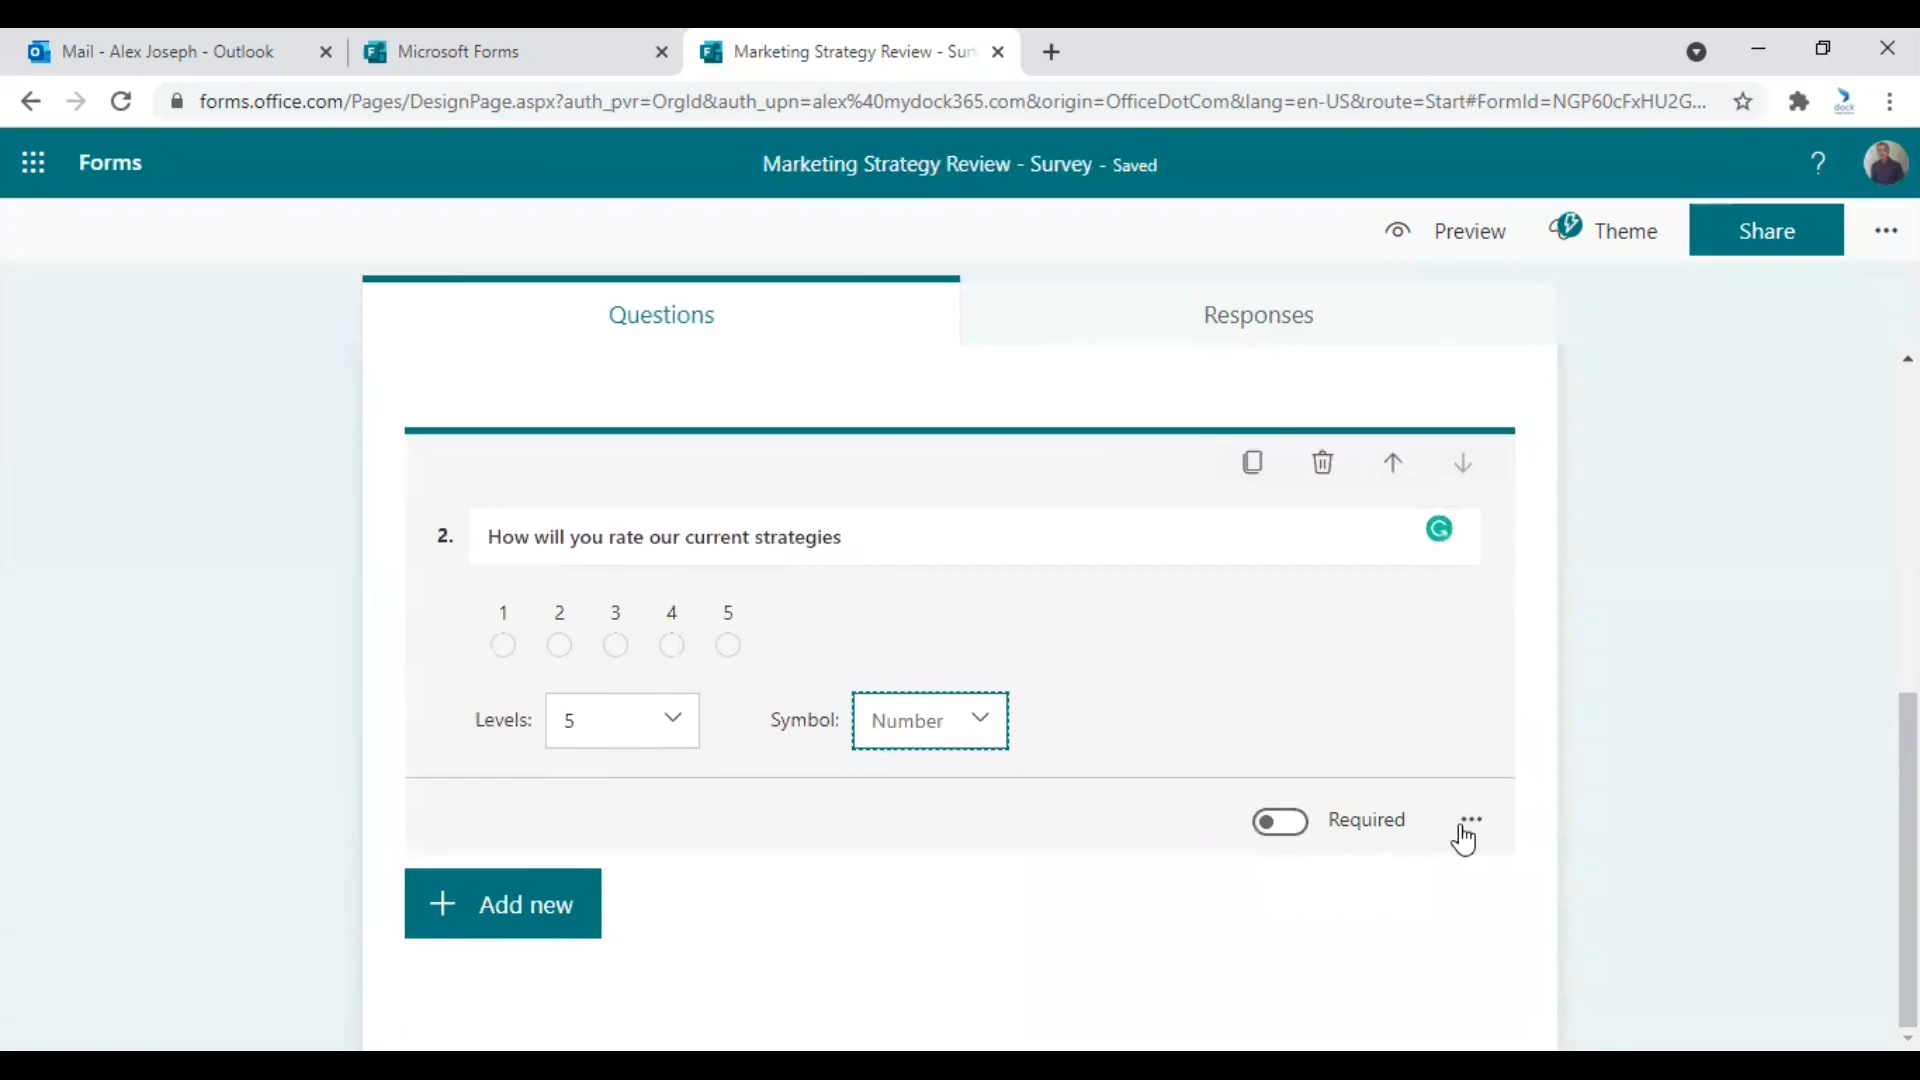 Mail - Alex Joseph - Outlook
Microsoft Forms
Marketing Strategy Review - Sur
forms.office.com/Pages/DesignPage.aspx?auth_pvr=OrgId&auth_upn=alex%40mydock365.com&origin=OfficeDotCom&lang=en-US&route=Start#FormId=NGP60cFxHU2G...
dock
Forms
Marketing Strategy Review - Survey - Saved
?
Preview
Theme
Share
Questions
Responses
2. How will you rate our current strategies
1 2 3 4 5
Levels: 5 Symbol: Number
Required
+ Add new